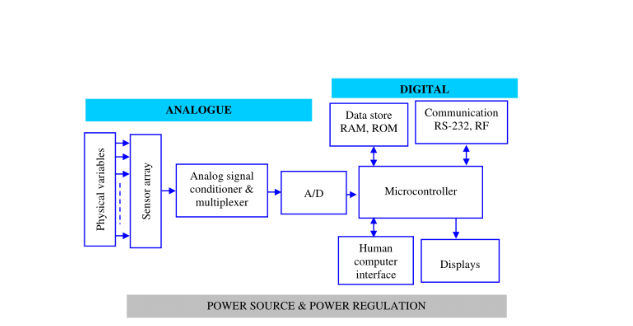 DIGITAL
ANALOGUE
Data store
RAM, ROM
Communication
RS-232, RF
Physical variables
Sensor array
Analog signal
conditioner &
multiplexer
A/D
Microcontroller
Human
computer
interface
Displays
POWER SOURCE & POWER REGULATION